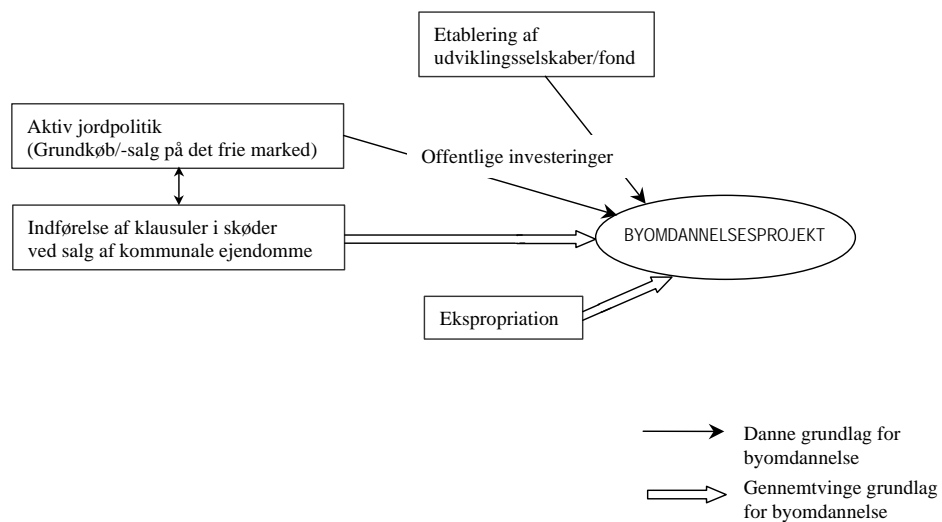 Etablering af
udviklingsselskaber/fond
Aktiv jordpolitik
(Grundkøb/-salg på det frie marked)
Offentlige investeringer
Indførelse af klausuler i skøder
ved salg af kommunale ejendomme
BYOMDANNELSESPROJEKT
Ekspropriation
Danne grundlag for
byomdannelse
Gennemtvinge grundlag
for byomdannelse